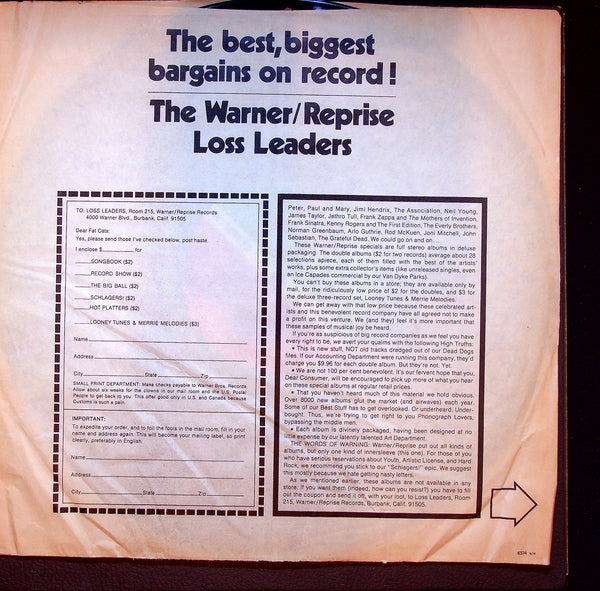 The best, biggest
bargains on record!
The Warner/Reprise
Loss Leaders
TO: LOSS LEADERS, Room 215, Warner/Reprise Records
4000 Warner Blvd., Burbank, Calif. 91505
Dear Fat Cats:
Yes, please send those I've checked below, post haste.
I enclose $ for
SONGBOOK ($2)
RECORD SHOW ($2)
THE BIG BALL ($2)
SCHLAGERS! ($2)
HOT PLATTERS ($2)
LOONEY TUNES & MERRIE MELODIES ($3)
Name
Address
City State Zip
SMALL PRINT DEPARTMENT: Make checks payable to Warner Bros. Records
Allow about six weeks for the clowns in our mail room and the U.S. Postal
People to get back to you. This offer good only in U.S. and Canada because
Customs is such a pain.
IMPORTANT:
To expedite your order, and to foil the fools in the mail room, fill in your
name and address again. This will become your mailing label, so print
clearly, preferably in English.
Name
Address
City State Zip
Peter, Paul and Mary, Jimi Hendrix, The Association, Neil Young,
James Taylor, Jethro Tull, Frank Zappa and The Mothers of Invention,
Frank Sinatra, Kenny Rogers and The First Edition, The Everly Brothers,
Norman Greenbaum, Arlo Guthrie, Rod McKuen, Joni Mitchell, John
Sebastian, The Grateful Dead. We could go on and on...
These Warner/Reprise specials are full stereo albums in deluxe
packaging. The double albums ($2 for two records) average about 28
selections apiece, and each of them filled with the best of the artists'
works, plus some extra collector's items (like unreleased singles, even
an Ice Capades commercial by our Van Dyke Parks).
You can't buy these albums in a store; they are available only by
mail, for the ridiculously low price of $2 for the doubles, and $3 for
the deluxe three-record set, Looney Tunes & Merrie Melodies.
We can get away with that low price because these celebrated art-
ists and this benevolent record company have all agreed not to make
a profit on this venture. We (and they) feel it's more important that
these samples of musical joy be heard.
If you're as suspicious of big record companies as we feel you have
every right to be, we avert your qualms with the following High Truths:
• This is new stuff, NOT old tracks dredged out of our Dead Dogs
files. If our Accounting Department were running this company, they'd
charge you $9.96 for each double album. But they're not. Yet.
• We are not 100 per cent benevolent. It's our fervent hope that you,
Dear Consumer, will be encouraged to pick up more of what you hear
on these special albums at regular retail prices.
• That you haven't heard much of this material we hold obvious.
Over 8000 new albums glut the market (and airwaves) each year.
Some of our Best Stuff has to get overlooked. Or underheard. Under-
bought. Thus, we're trying to get right to you Phonograph Lovers,
bypassing the middle men.
• Each album is divinely packaged, having been designed at no
little expense by our latently talented Art Department.
THE WORDS OF WARNING: Warner/Reprise put out all kinds of
albums, but only one kind of innersleeve (this one). For those of you
who have serious reservations about Youth, Artistic License, and Hard
Rock, we recommend you stick to our "Schlagers!" epic. We suggest
this mostly because we hate getting nasty letters.
As we mentioned earlier, these albums are not available in any
store. If you want them (indeed, how can you resist?) you have to fill
out the coupon and send it off, with your loot, to Loss Leaders, Room
215, Warner/Reprise Records, Burbank, Calif. 91505.